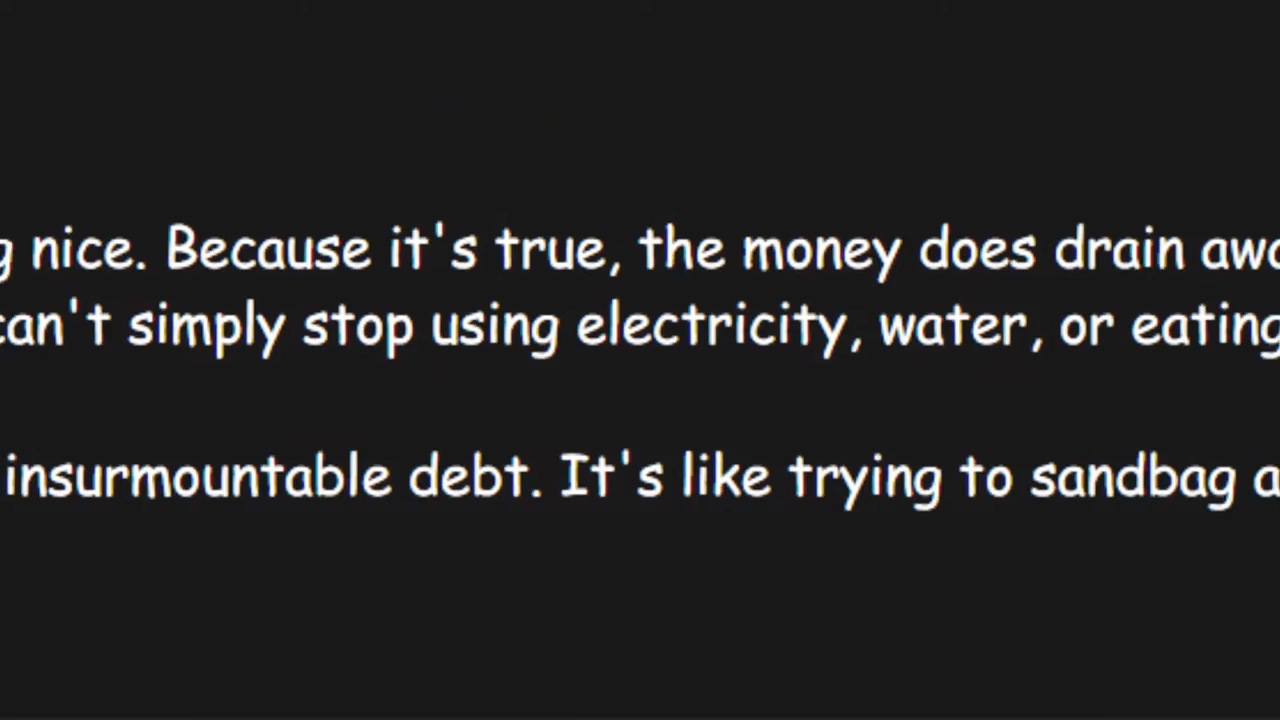 g nice. Because it's true, the money does drain awa
can't simply stop using electricity, water, or eating
insurmountable debt. It's like trying to sandbag a